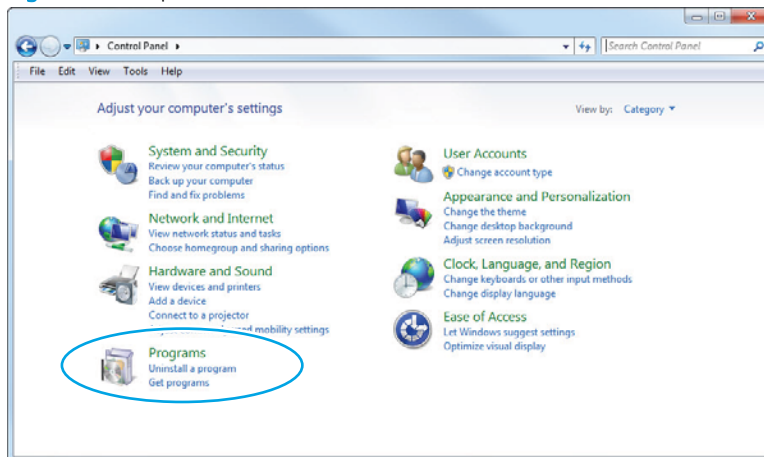 Control Panel
Search Control Panel
File Edit View Tools Help
Adjust your computer's settings
View by: Category
System and Security
Review your computer's status
Back up your computer
Find and fix problems
Network and Internet
View network status and tasks
Choose homegroup and sharing options
Hardware and Sound
View devices and printers
Add a device
Connect to a projector
mobility settings
Programs
Uninstall a program
Get programs
User Accounts
Change account type
Appearance and Personalization
Change the theme
Change desktop background
Adjust screen resolution
Clock, Language, and Region
Change keyboards or other input methods
Change display language
Ease of Access
Let Windows suggest settings
Optimize visual display